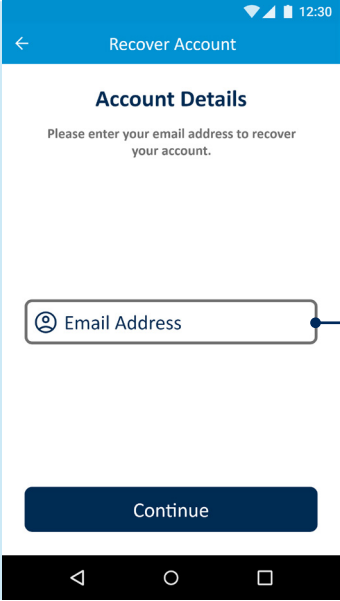 12:30
Recover Account
Account Details
Please enter your email address to recover
your account.
Email Address
Continue